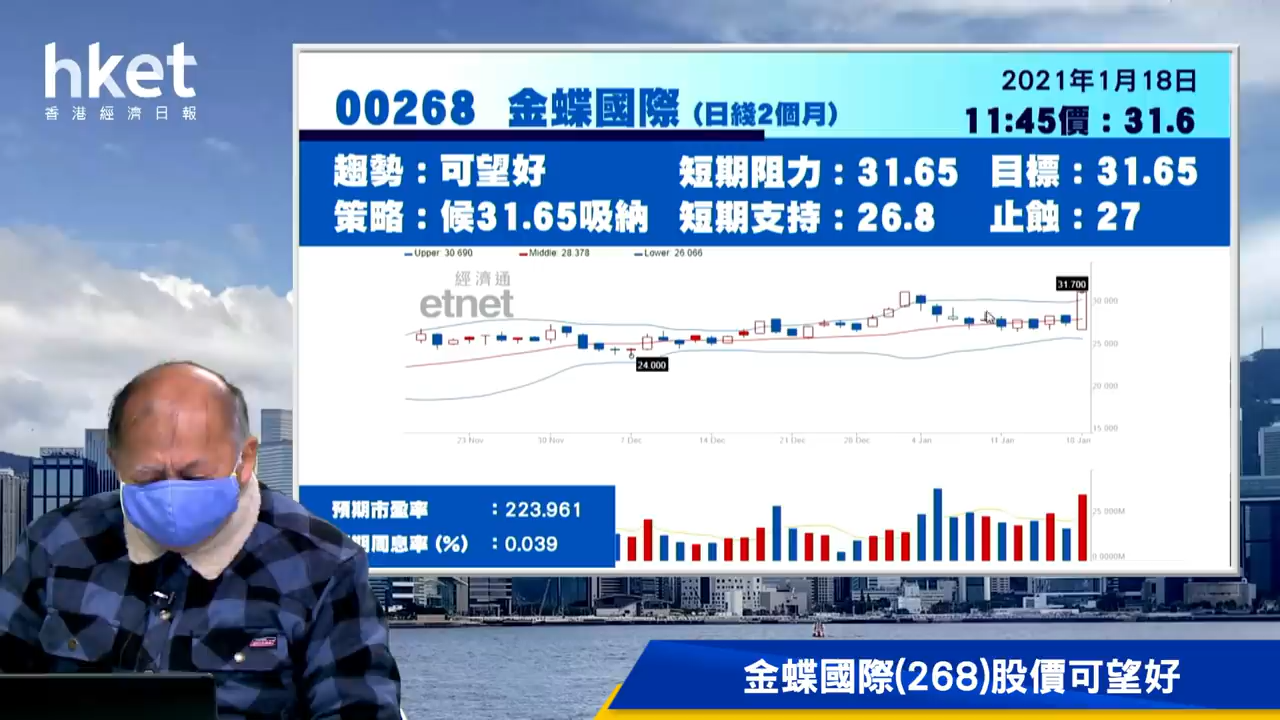 hket
香港經濟日報
00268 金蝶國際 (日綫2個月)
2021年1月18日
11:45價：31.6
趨勢：可望好 短期阻力：31.65 目標：31.65
策略：候31.65吸納 短期支持：26.8 止蝕：27
Upper 30 690 Middle 28 378 Lower 26 066
經濟通
etnet
31.700
30 000
25 000
24 000
20 000
15 000
23 Nov 30 Nov 7 Dec 14 Dec 21 Dec 28 Dec 4 Jan 11 Jan 18 Jan
預期市盈率 ：223.961
期周息率 (%) ：0.039
25 000M
0 0000M
金蝶國際(268)股價可望好